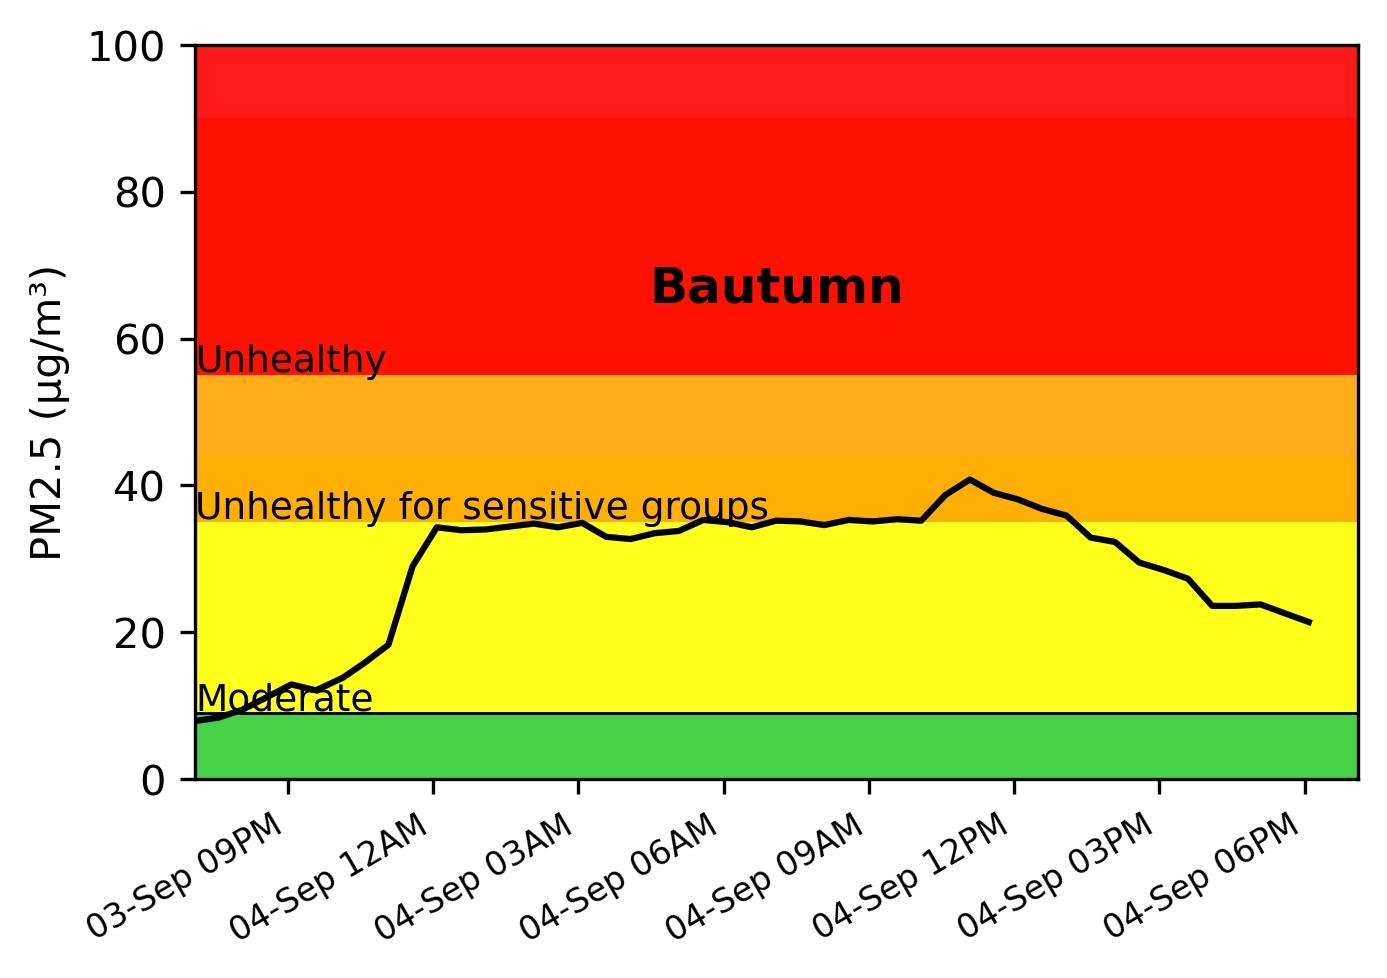 100
80
60
40
20
0
PM2.5 (µg/m³)
Bautumn
Unhealthy
Unhealthy for sensitive groups
Moderate
03-Sep 09PM
04-Sep 12AM
04-Sep 03AM
04-Sep 06AM
04-Sep 09AM
04-Sep 12PM
04-Sep 03PM
04-Sep 06PM